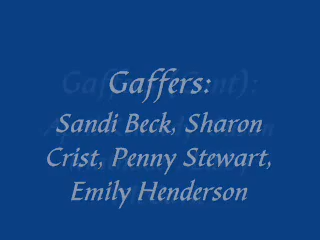 Gaffers:
Sandi Beck, Sharon
Crist, Penny Stewart,
Emily Henderson